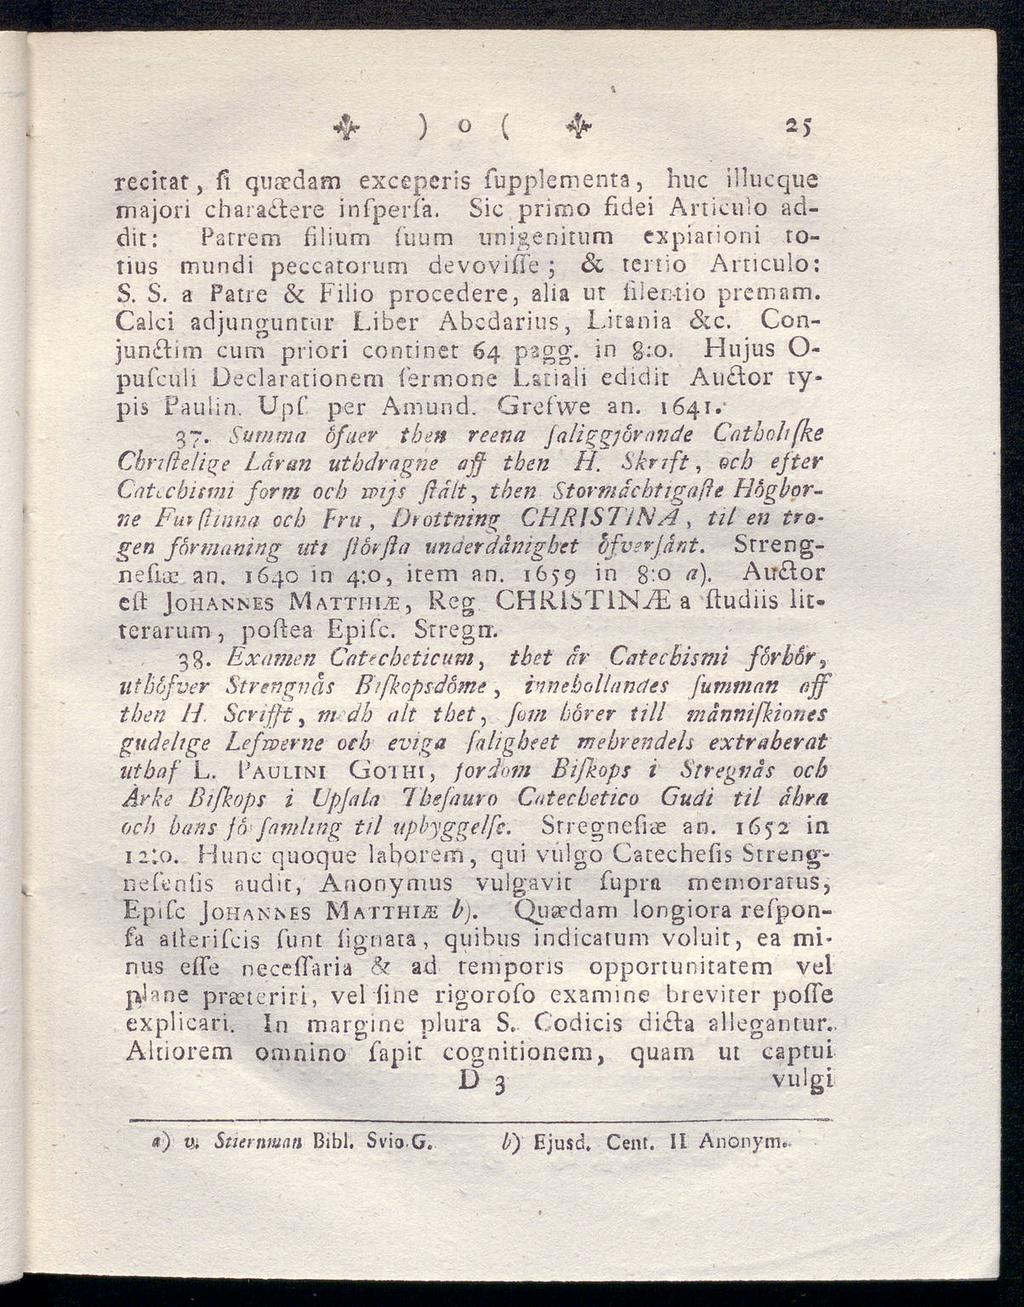 ) o ( 25
recitat, ſi quædam exceperis ſupplementa, huc illucque
majori charactere inſperſa. Sic primo fidei Articulo ad-
dit: Patrem filium ſuum unigenitum expiationi to-
tius mundi peccatorum devoviſſe; & tertio Articulo:
S. S. a Patre & Filio procedere, alia ut ſilentio premam.
Calci adjunguntur Liber Abcdarius, Litania &c. Con-
junctim cum priori continet 64 pagg. in 8:o. Hujus O-
puſculi Declarationem ſermone Latiali edidit Auctor ty-
pis Paulin. Upſ. per Amund. Grefwe an. 1641.
37. Summa öfuer then reena ſaliggjörande Catholiſke
Chriſtelige Läran uthdragne aff then H. Skrift, och efter
Catechismi form och wijs ſtält, then Stormächtigaſte Högbor-
ne Furſtinna och Fru, Drottning CHRISTINA, til en tro-
gen förmaning uti ſtörſta underdånighet öfverſänt. Streng-
neſiæ an. 1640 in 4:o, item an. 1659 in 8:o a). Auctor
eſt JOHANNES MATTHIÆ, Reg. CHRISTINÆ a ſtudiis lit-
terarum, poſtea Epiſc. Stregn.
38. Examen Catecheticum, thet är Catechismi förhör,
uthöfver Strengnäs Biſkopsdöme, innehollandes ſumman aff
then H. Scrifft, medh alt thet, ſom hörer till männiſkiones
gudelige Lefwerne och eviga ſaligheet mehrendels extraherat
uthaf L. PAULINI GOTHI, fordom Biſkops i Stregnäs och
Ärke Biſkops i Upſala Theſauro Catechetico Gudi til ähra
och hans förſamling til upbyggelſe. Stregneſiæ an. 1652 in
12:o. Hunc quoque laborem, qui vulgo Catecheſis Streng-
neſenſis audit, Anonymus vulgavit ſupra memoratus,
Epiſc JOHANNES MATTHIÆ b). Quædam longiora reſpon-
ſa aſteriſcis ſunt ſignata, quibus indicatum voluit, ea mi-
nus eſſe neceſſaria & ad temporis opportunitatem vel
plane præteriri, vel ſine rigoroſo examine breviter poſſe
explicari. In margine plura S. Codicis dicta allegantur.
Altiorem omnino ſapit cognitionem, quam ut captui
D 3 vulgi
a) v. Stiernman Bibl. Svio.G. b) Ejusd. Cent. II Anonym.